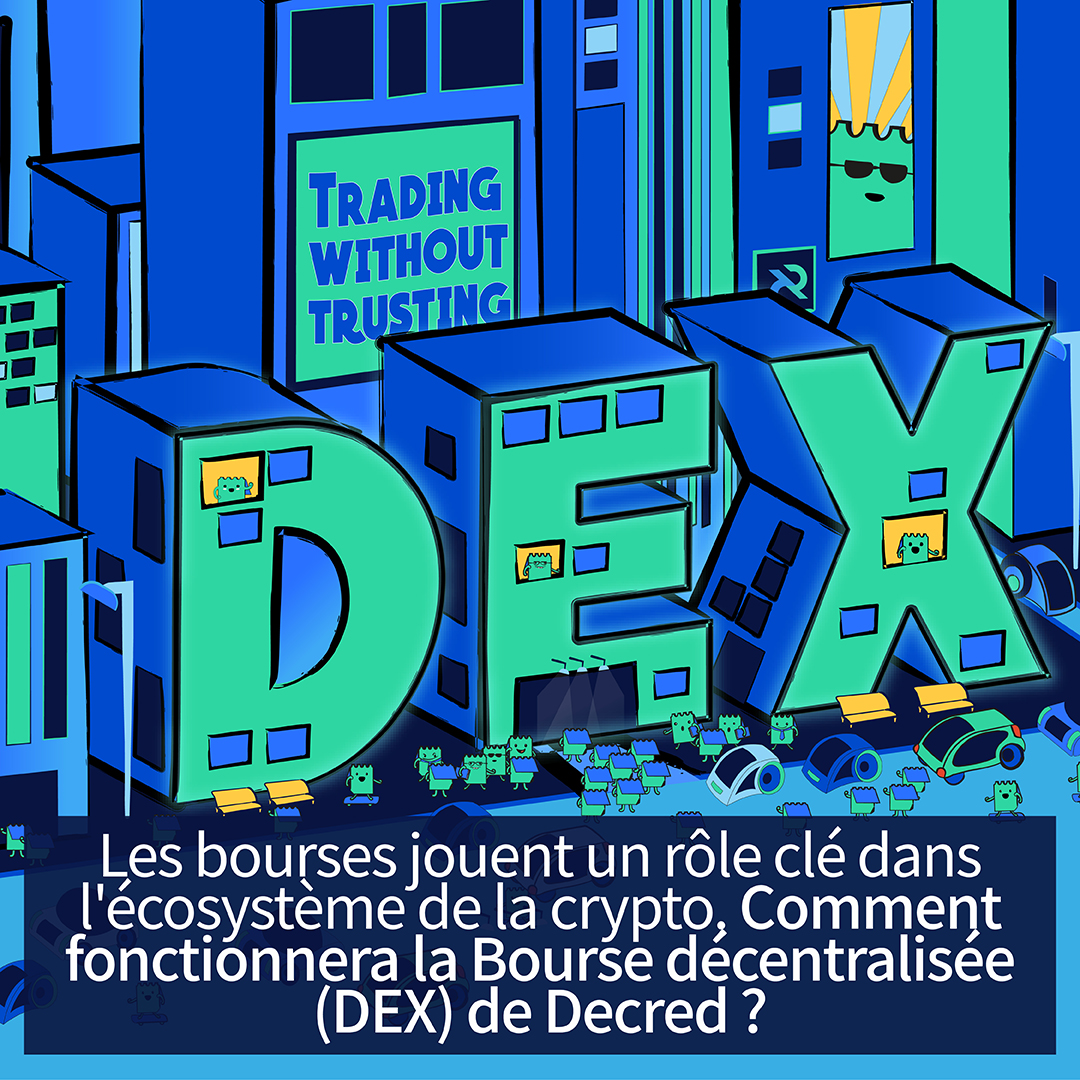 TRADING
WITHOUT
TRUSTING
DEX
Les bourses jouent un rôle clé dans
l'écosystème de la crypto. Comment
fonctionnera la Bourse décentralisée
(DEX) de Decred ?